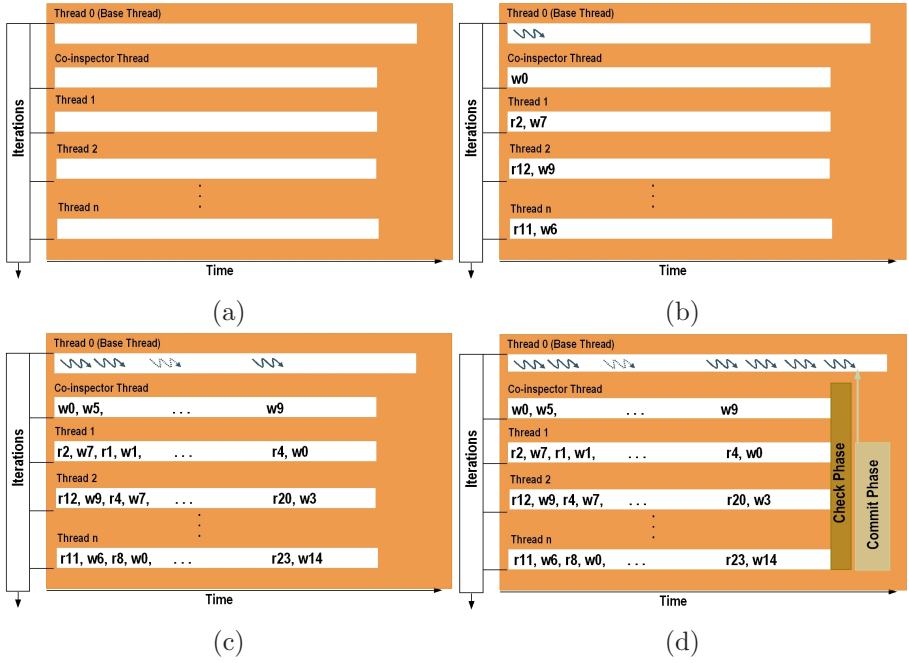 Thread 0 (Base Thread)
Co-inspector Thread
Thread 1
Thread 2
Thread n
Iterations
Time
(a)
Thread 0 (Base Thread)
Co-inspector Thread
w0
Thread 1
r2, w7
Thread 2
r12, w9
Thread n
r11, w6
Iterations
Time
(b)
Thread 0 (Base Thread)
Co-inspector Thread
w0, w5, . . . w9
Thread 1
r2, w7, r1, w1, . . . r4, w0
Thread 2
r12, w9, r4, w7, . . . r20, w3
Thread n
r11, w6, r8, w0, . . . r23, w14
Iterations
Time
(c)
Thread 0 (Base Thread)
Co-inspector Thread
w0, w5, . . . w9
Thread 1
r2, w7, r1, w1, . . . r4, w0
Thread 2
r12, w9, r4, w7, . . . r20, w3
Thread n
r11, w6, r8, w0, . . . r23, w14
Iterations
Check Phase
Commit Phase
Time
(d)